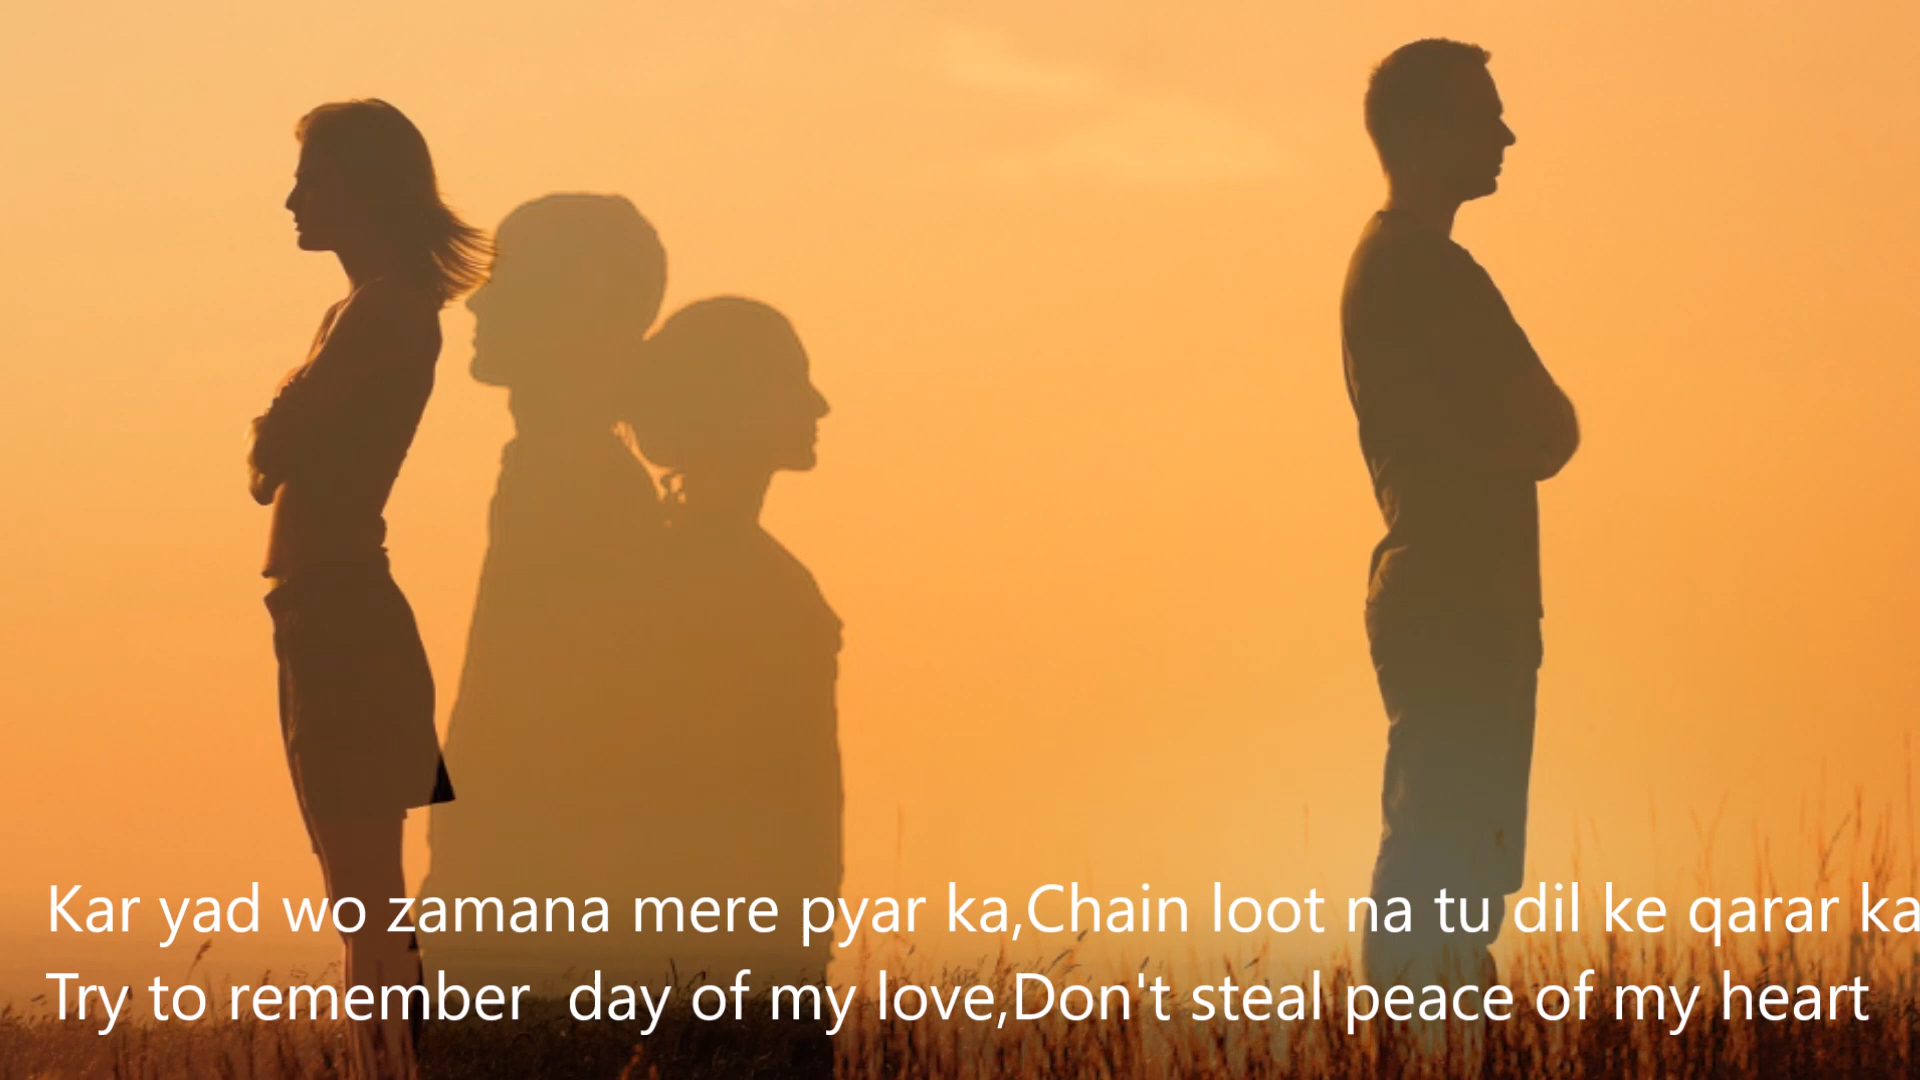 Kar yad wo zamana mere pyar ka,Chain loot na tu dil ke qarar ka
Try to remember  day of my love,Don't steal peace of my heart